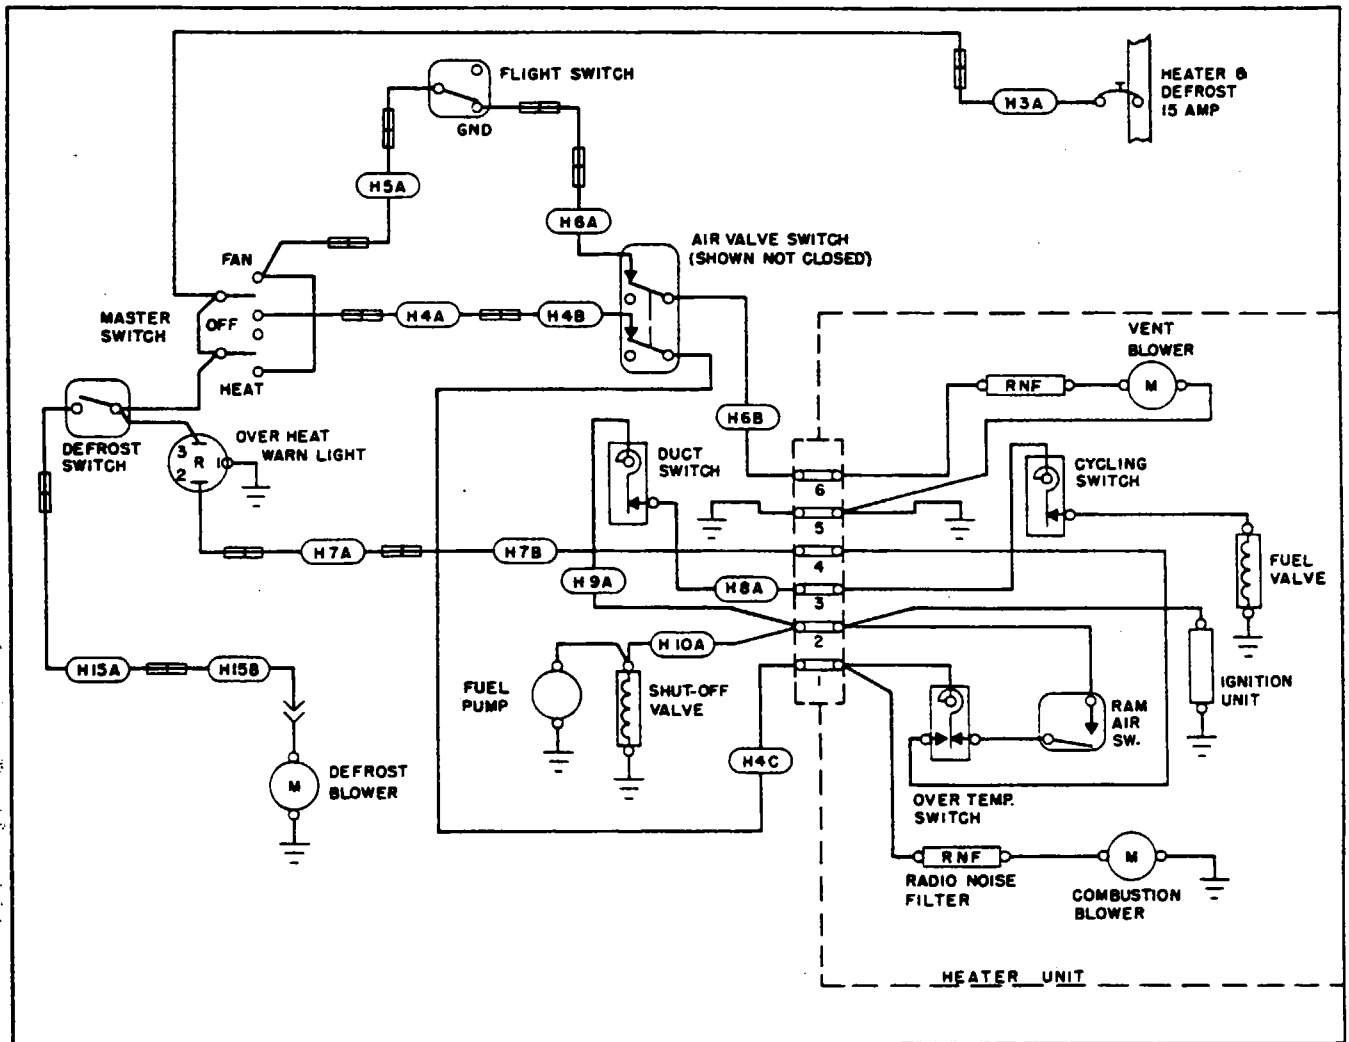 FLIGHT SWITCH
GND
HEATER &
DEFROST
15 AMP
H3A
H5A
H6A
AIR VALVE SWITCH
(SHOWN NOT CLOSED)
FAN
MASTER
SWITCH
OFF
HEAT
H4A
H4B
VENT
BLOWER
RNF
M
H6B
DEFROST
SWITCH
OVER HEAT
WARN LIGHT
3
R
1
2
DUCT
SWITCH
CYCLING
SWITCH
6
5
4
3
2
1
H7A
H7B
H9A
H8A
FUEL
VALVE
H10A
H15A
H15B
FUEL
PUMP
SHUT-OFF
VALVE
IGNITION
UNIT
RAM
AIR
SW.
H4C
DEFROST
BLOWER
M
OVER TEMP.
SWITCH
RNF
RADIO NOISE
FILTER
M
COMBUSTION
BLOWER
HEATER UNIT